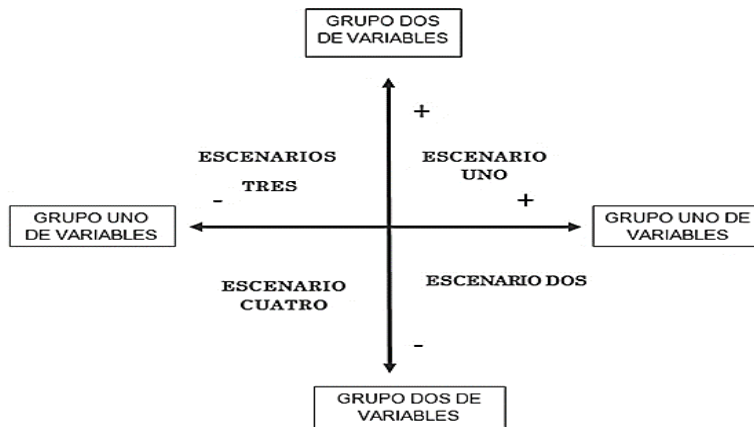 GRUPO DOS
DE VARIABLES
+
ESCENARIOS
TRES
-
ESCENARIO
UNO
+
GRUPO UNO
DE VARIABLES
GRUPO UNO DE
VARIABLES
ESCENARIO
CUATRO
ESCENARIO DOS
-
GRUPO DOS DE
VARIABLES